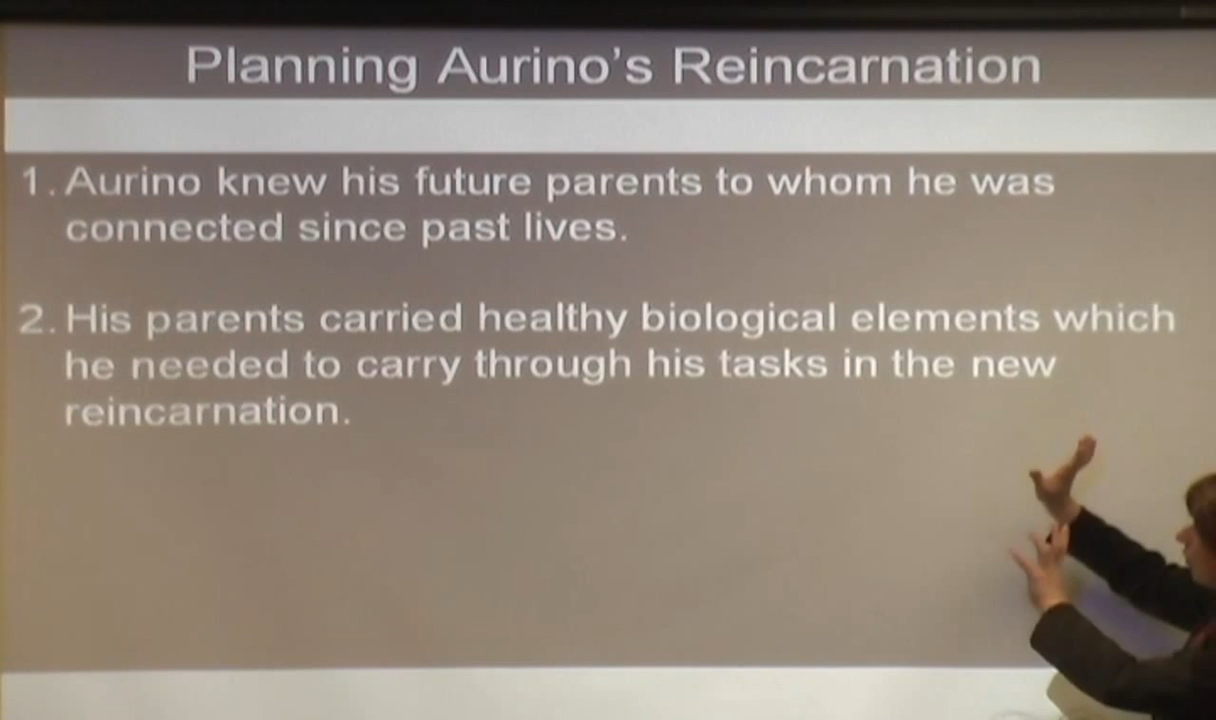 Planning Aurino's Reincarnation
1. Aurino knew his future parents to whom he was
connected since past lives.
2. His parents carried healthy biological elements which
he needed to carry through his tasks in the new
reincarnation.